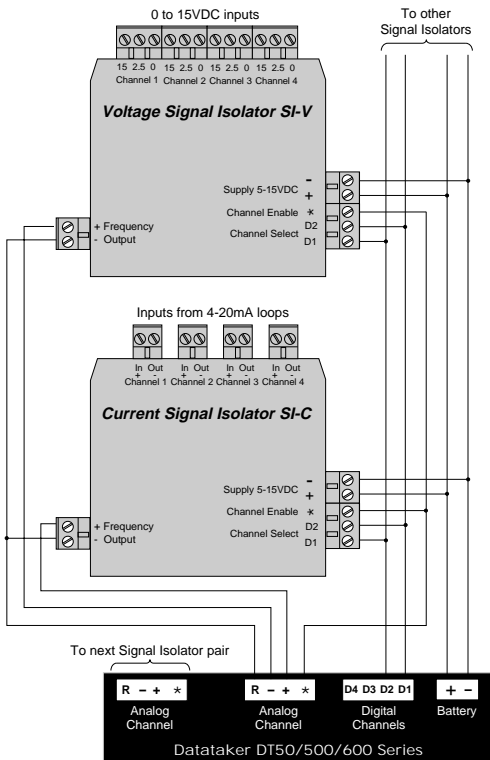 0 to 15VDC inputs
To other
Signal Isolators
15 2.5 0 15 2.5 0 15 2.5 0 15 2.5 0
Channel 1 Channel 2 Channel 3 Channel 4
Voltage Signal Isolator SI-V
Supply 5-15VDC
-
+
Channel Enable *
Channel Select
D2
D1
+ Frequency
- Output
Inputs from 4-20mA loops
In Out In Out In Out In Out
+ - + - + - + -
Channel 1 Channel 2 Channel 3 Channel 4
Current Signal Isolator SI-C
Supply 5-15VDC
-
+
Channel Enable *
Channel Select
D2
D1
+ Frequency
- Output
To next Signal Isolator pair
R - + * R - + * D4 D3 D2 D1 + -
Analog
Channel
Analog
Channel
Digital
Channels
Battery
Datataker DT50/500/600 Series